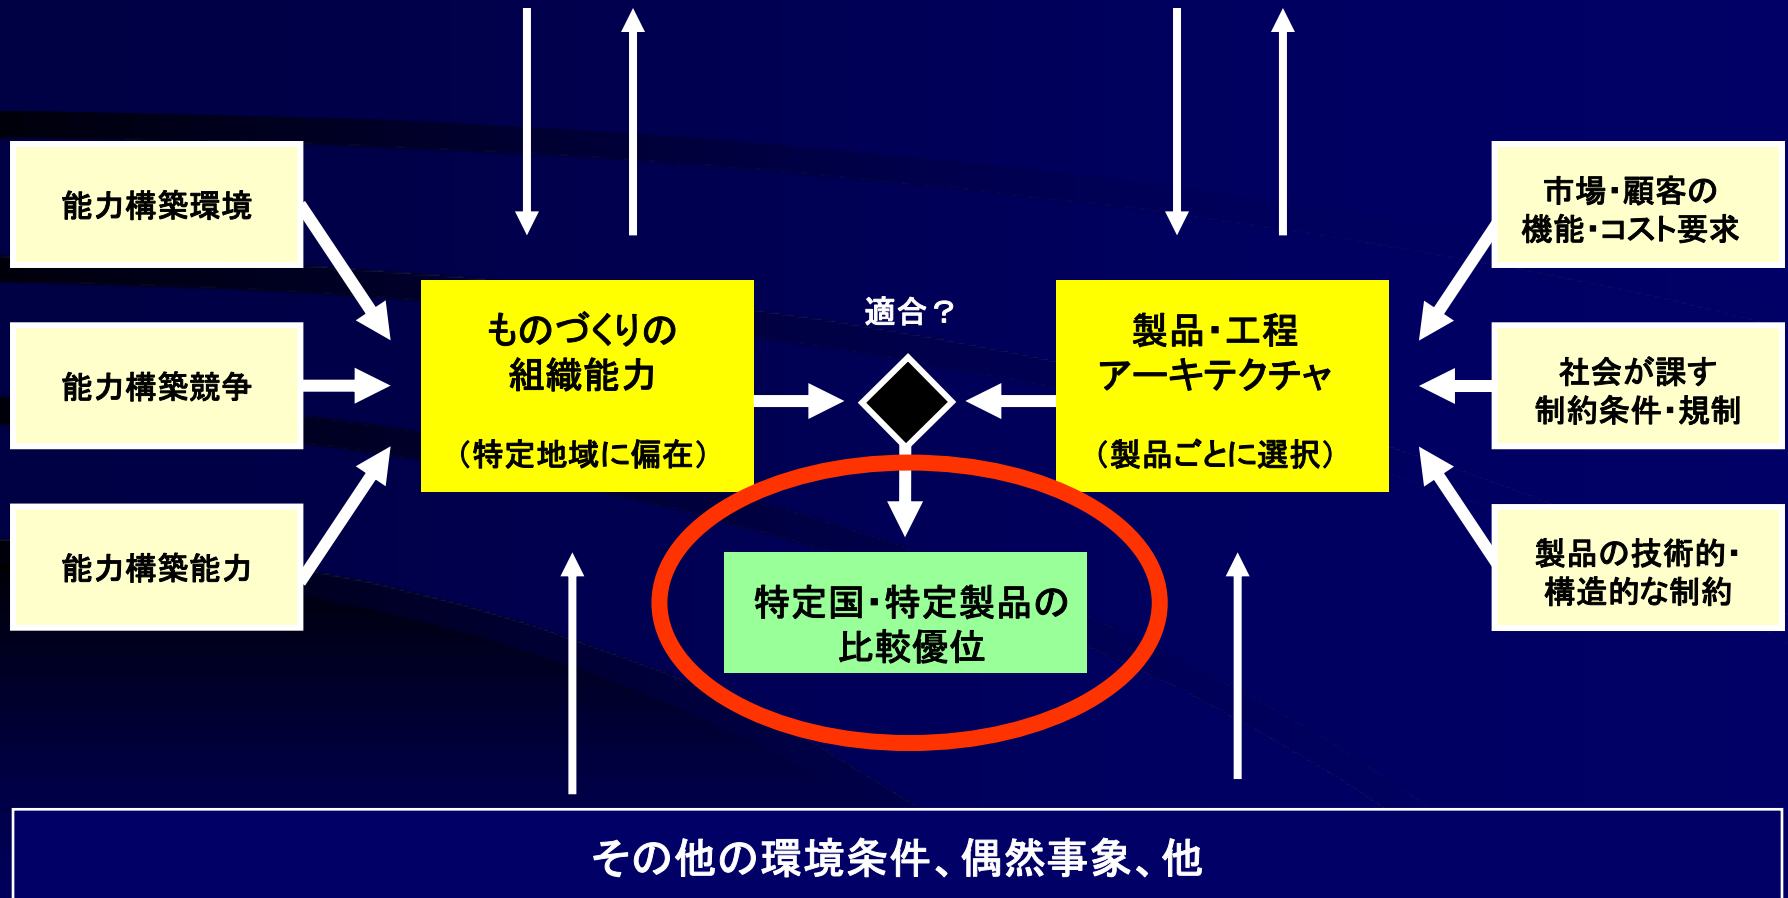 能力構築環境
能力構築競争
能力構築能力
ものづくりの
組織能力
（特定地域に偏在）
適合？
製品・工程
アーキテクチャ
（製品ごとに選択）
特定国・特定製品の
比較優位
市場・顧客の
機能・コスト要求
社会が課す
制約条件・規制
製品の技術的・
構造的な制約
その他の環境条件、偶然事象、他